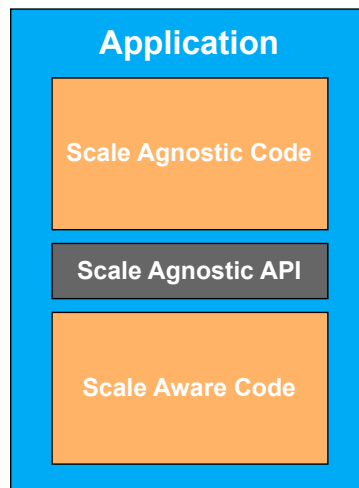 Application
Scale Agnostic Code
Scale Agnostic API
Scale Aware Code